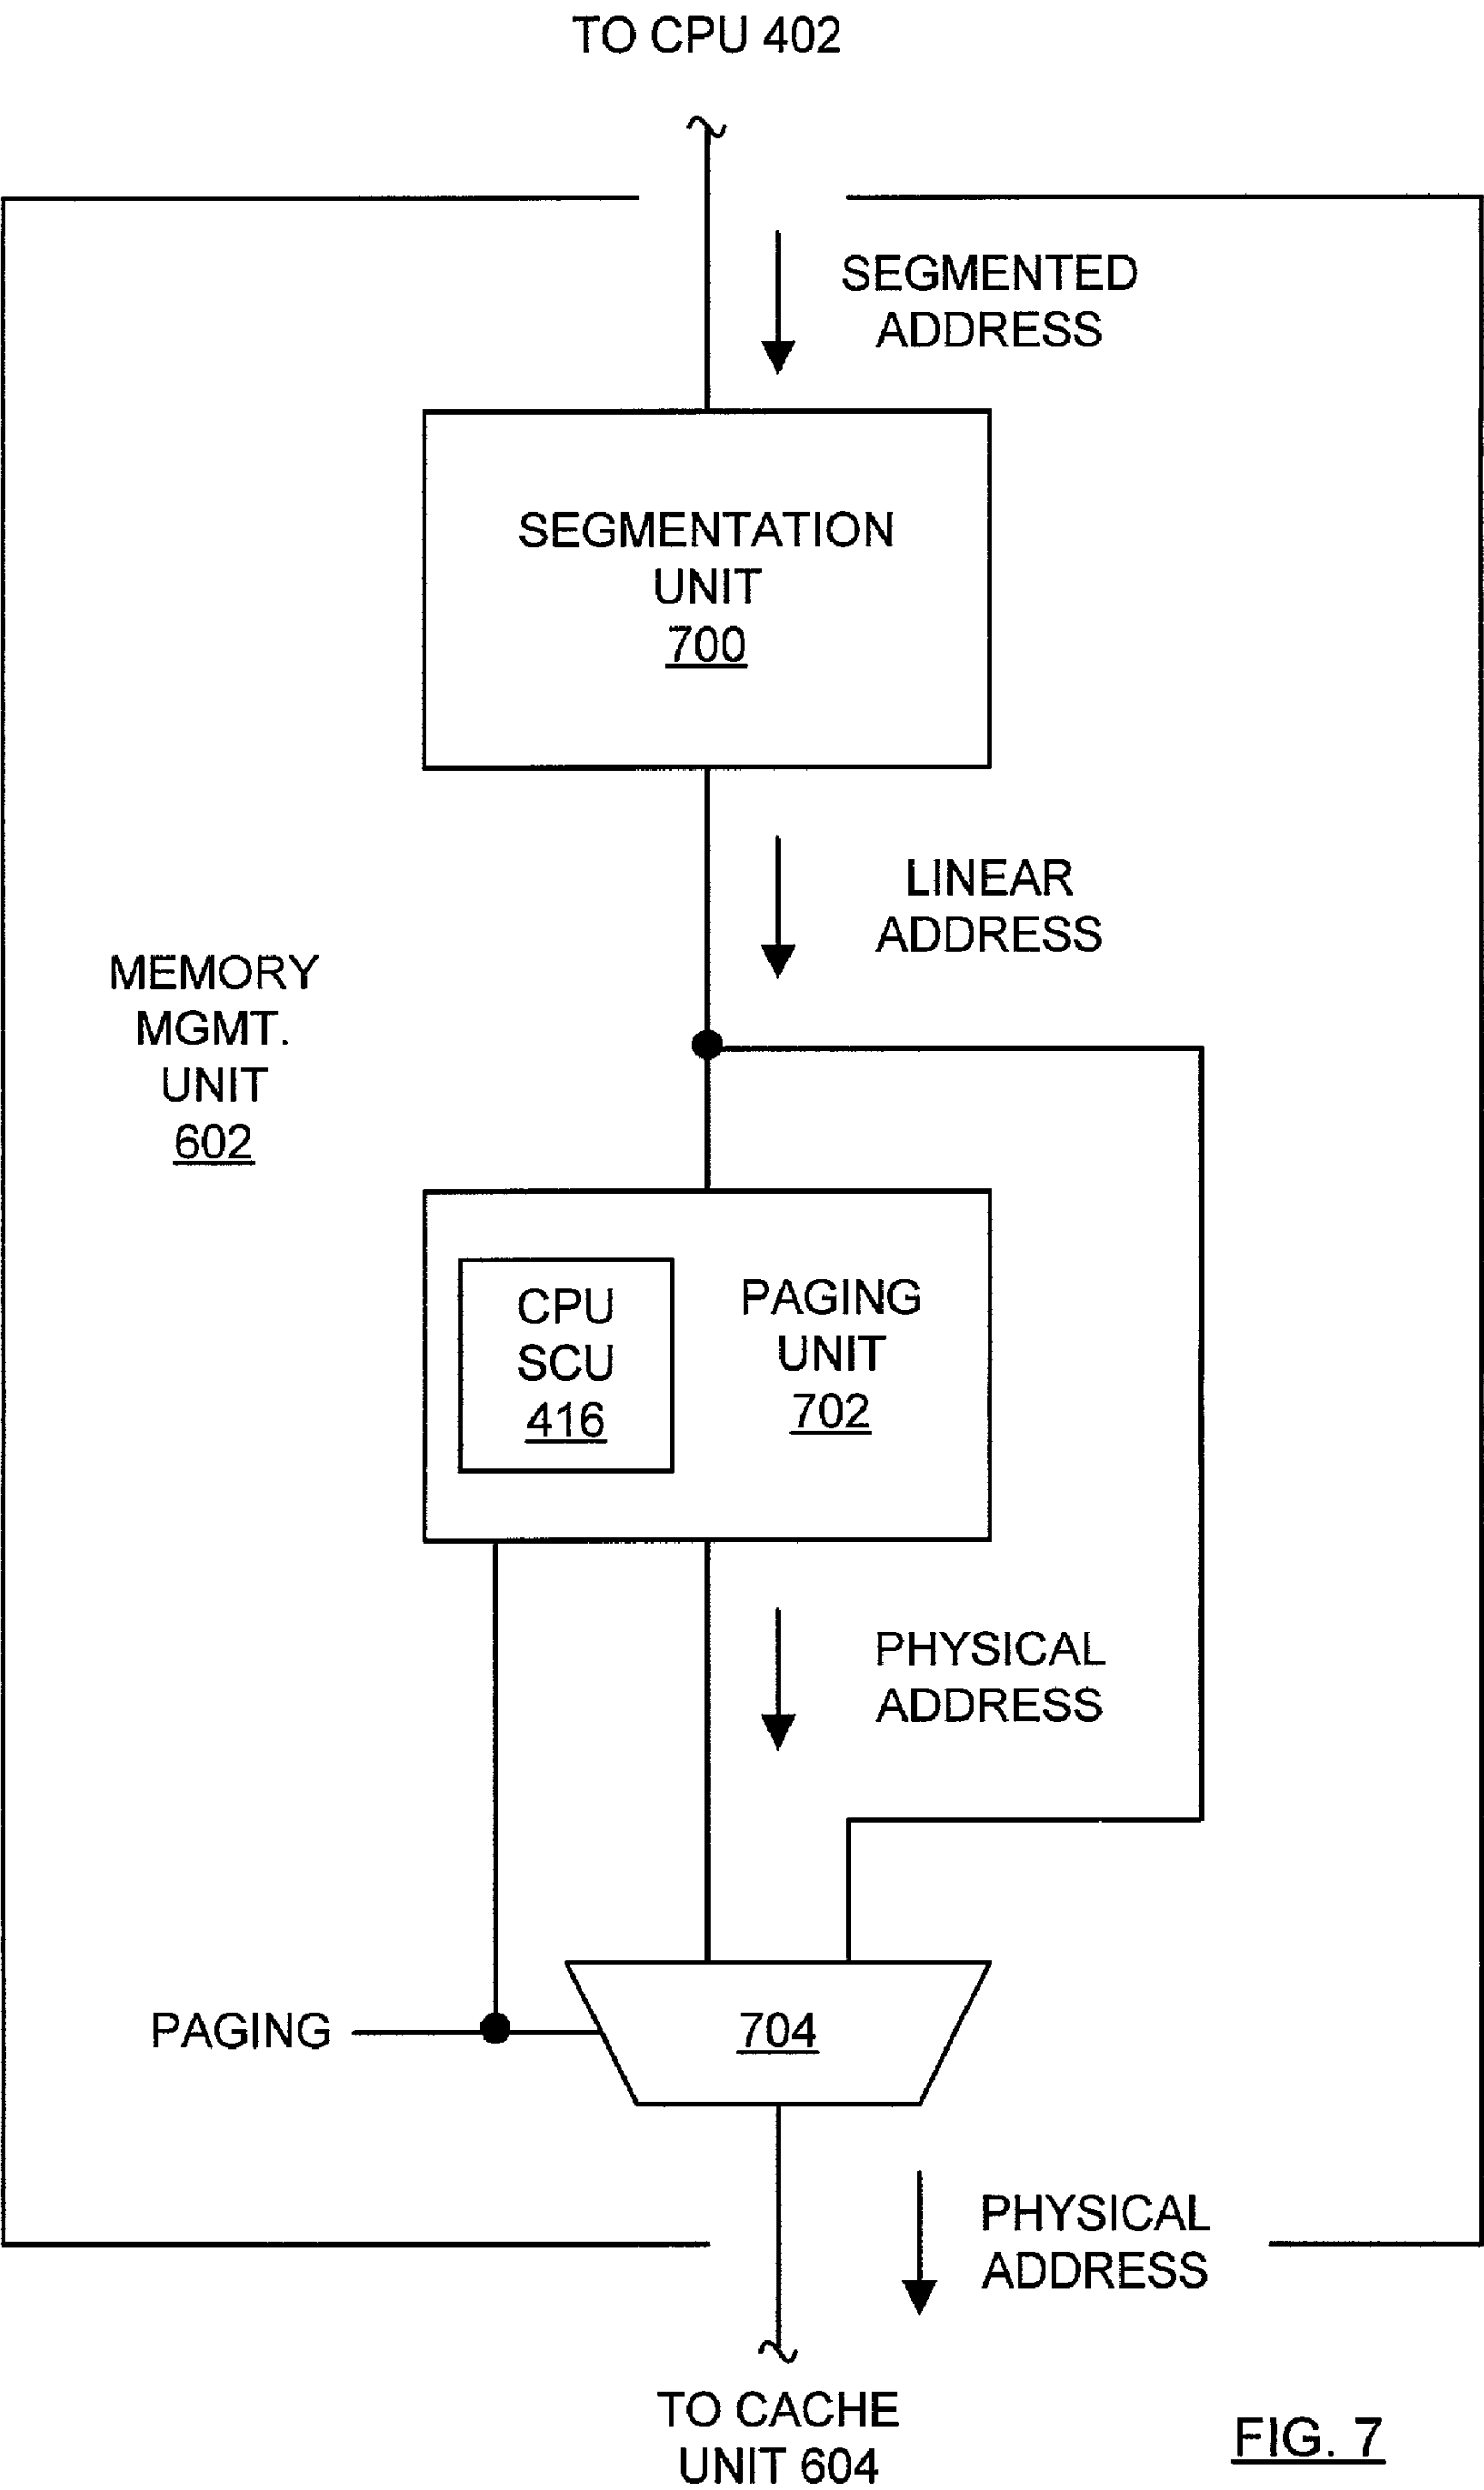 TO CPU 402
SEGMENTED
ADDRESS
SEGMENTATION
UNIT
700
LINEAR
ADDRESS
MEMORY
MGMT.
UNIT
602
CPU
SCU
416
PAGING
UNIT
702
PHYSICAL
ADDRESS
PAGING
704
PHYSICAL
ADDRESS
TO CACHE
UNIT 604
FIG. 7